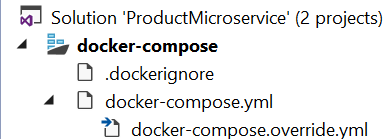 Solution 'ProductMicroservice' (2 projects)
docker-compose
.dockerignore
docker-compose.yml
docker-compose.override.yml